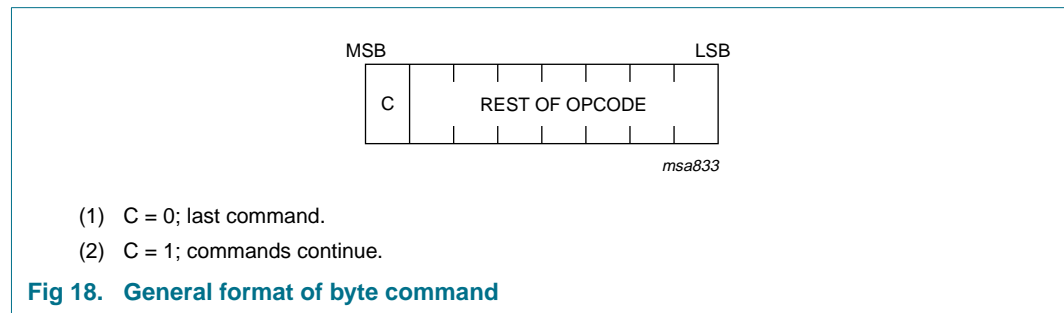 MSB LSB
C REST OF OPCODE
msa833
(1) C = 0; last command.
(2) C = 1; commands continue.
Fig 18. General format of byte command